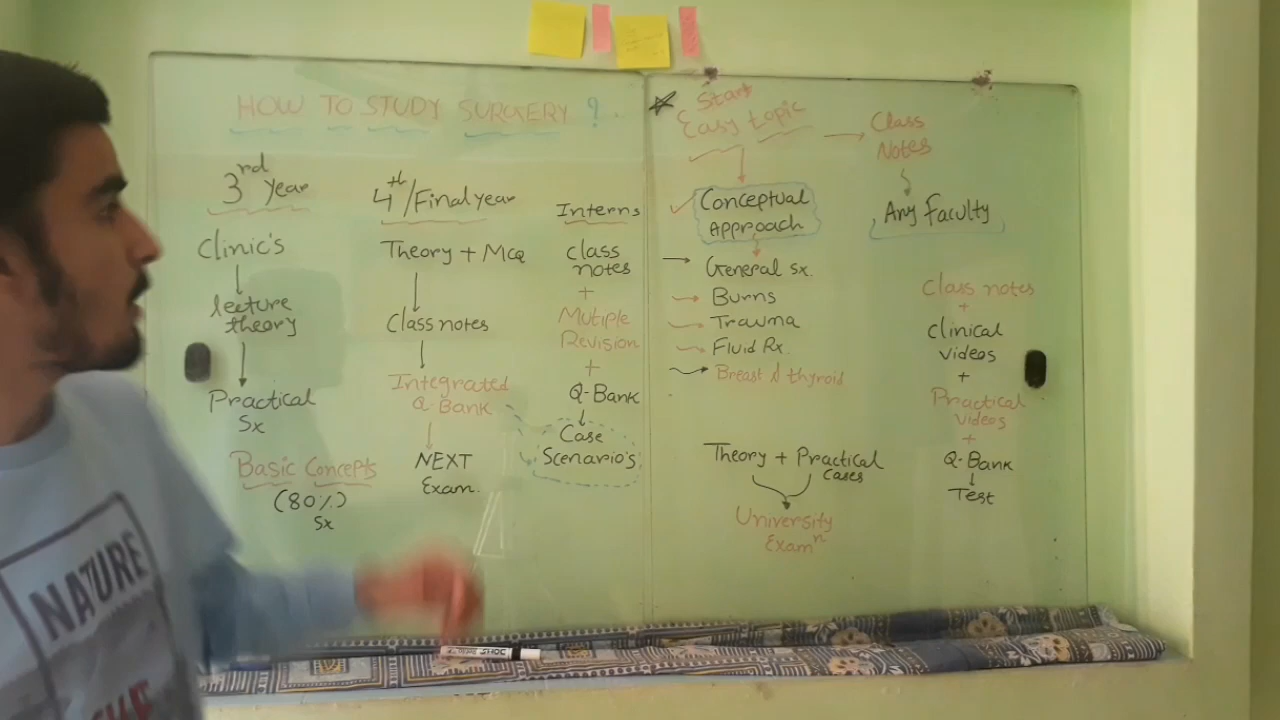 HOW TO STUDY SURGERY ?
3rd Year
Clinic's
lecture
theory
Practical
Sx
Basic Concepts
(80%)
Sx
4th/Final year
Theory + McQ
Class notes
Integrated
Q-Bank
NEXT
Exam.
Interns
class
notes
+
Mutiple
Revision
+
Q-Bank
Case
Scenario's
Start
Easy topic
Conceptual
Approach
General sx.
Burns
Trauma
Fluid Rx.
Breast & thyroid
Theory + Practical
cases
University
Examn
Class
Notes
Any Faculty
Class notes
+
Clinical
videos
+
Practical
videos
+
Q-Bank
Test
NATURE